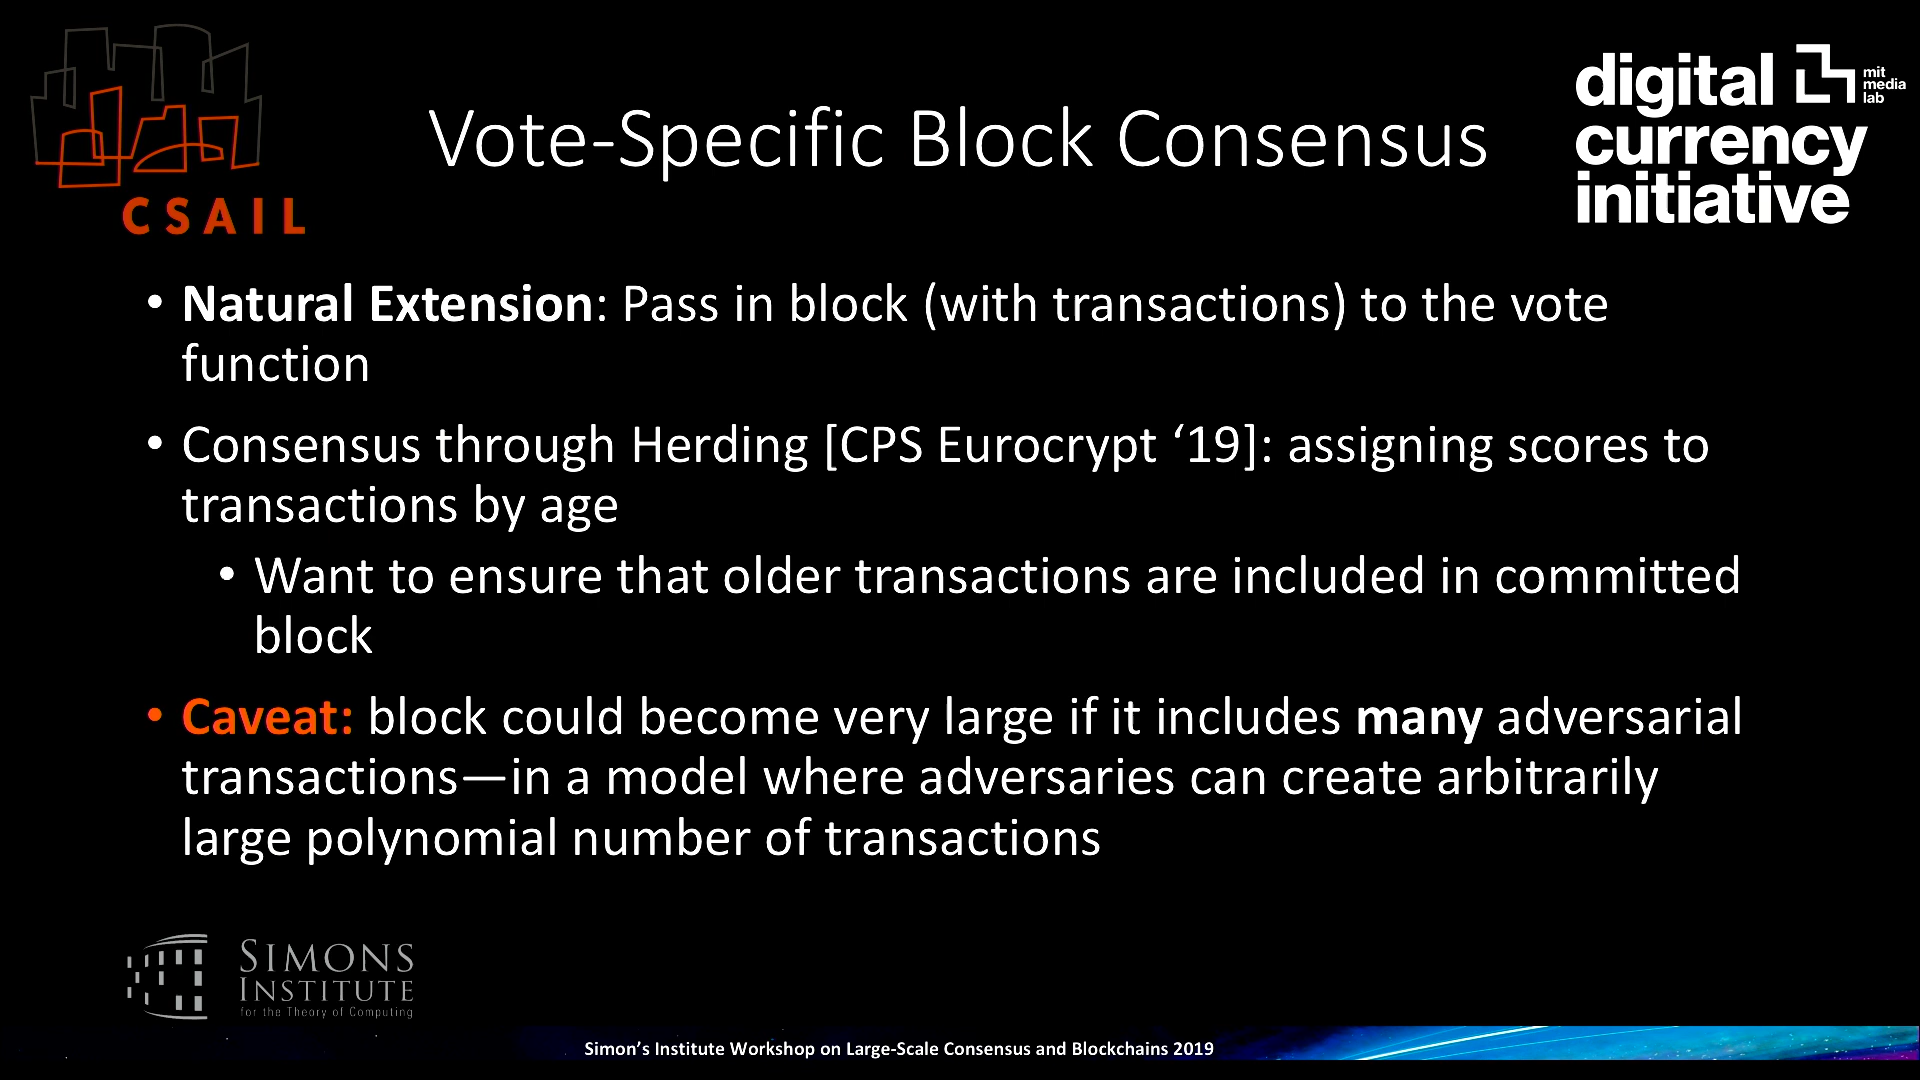 CSAIL
Vote-Specific Block Consensus
digital
currency
initiative
mit
media
lab
• Natural Extension: Pass in block (with transactions) to the vote
function
• Consensus through Herding [CPS Eurocrypt ‘19]: assigning scores to
transactions by age
• Want to ensure that older transactions are included in committed
block
• Caveat: block could become very large if it includes many adversarial
transactions—in a model where adversaries can create arbitrarily
large polynomial number of transactions
SIMONS
INSTITUTE
for the Theory of Computing
Simon’s Institute Workshop on Large-Scale Consensus and Blockchains 2019